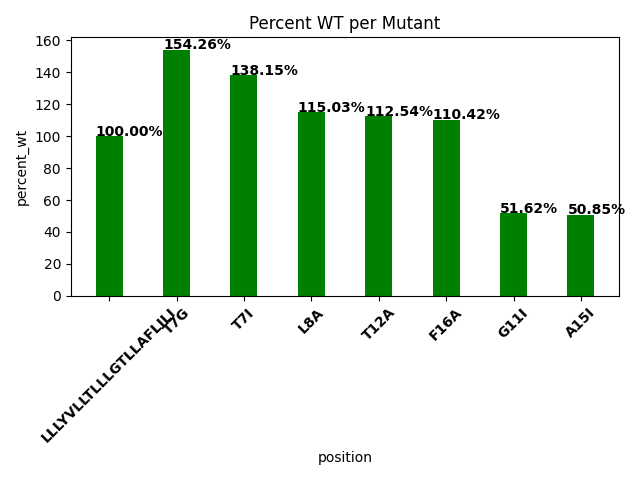 Percent WT per Mutant
percent_wt
160
140
120
100
80
60
40
20
0
100.00%
154.26%
138.15%
115.03%
112.54%
110.42%
51.62%
50.85%
LLLYVLLTLLLGTLLAFLILI
T7G
T7I
L8A
T12A
F16A
G11I
A15I
position